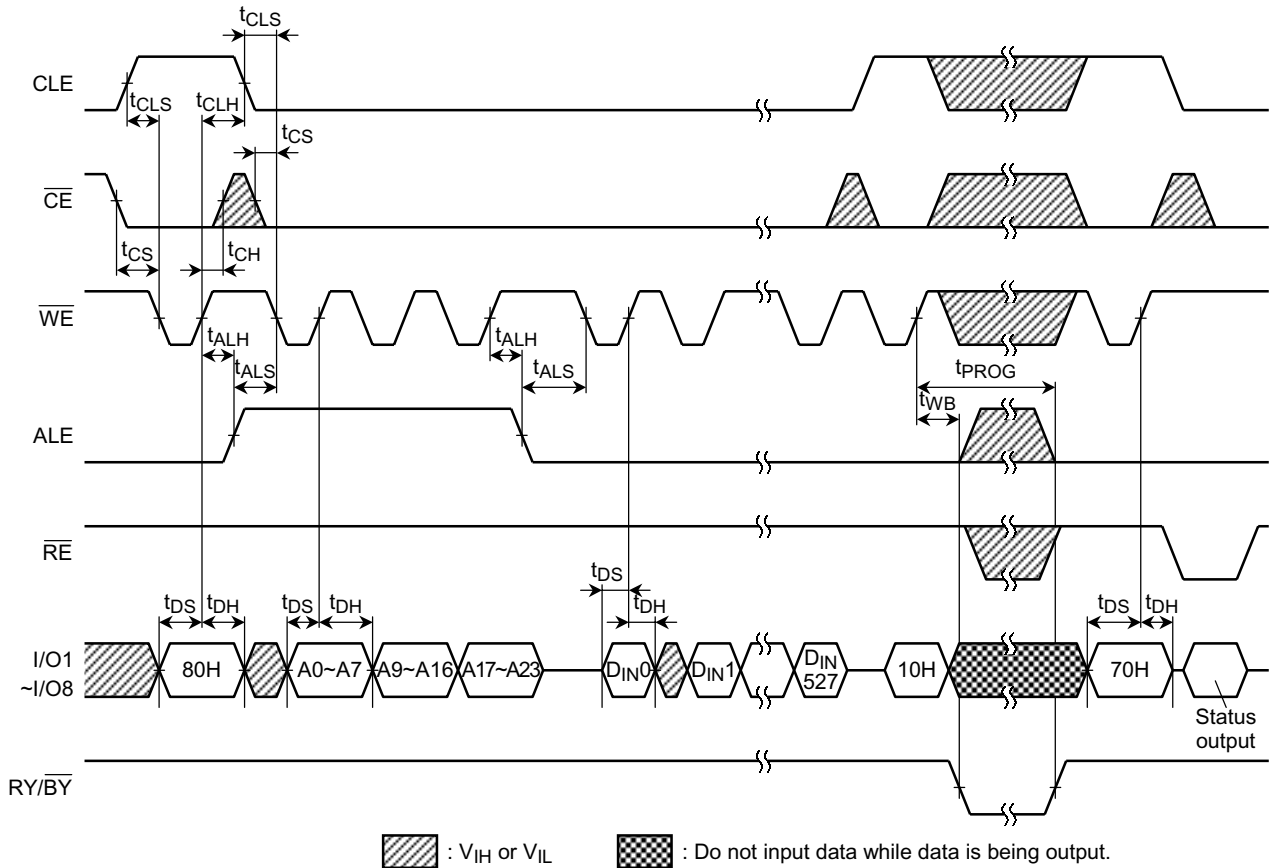 tCLS
CLE
tCLS
tCLH
tCS
CE
tCS
tCH
WE
tALH
tALS
tALH
tALS
tPROG
tWB
ALE
RE
tDS
tDH
tDS
tDH
tDS
tDH
tDS
tDH
I/O1
~I/O8
80H
A0~A7
A9~A16
A17~A23
DIN0
DIN1
DIN
527
10H
70H
Status
output
RY/BY
: VIH or VIL
: Do not input data while data is being output.